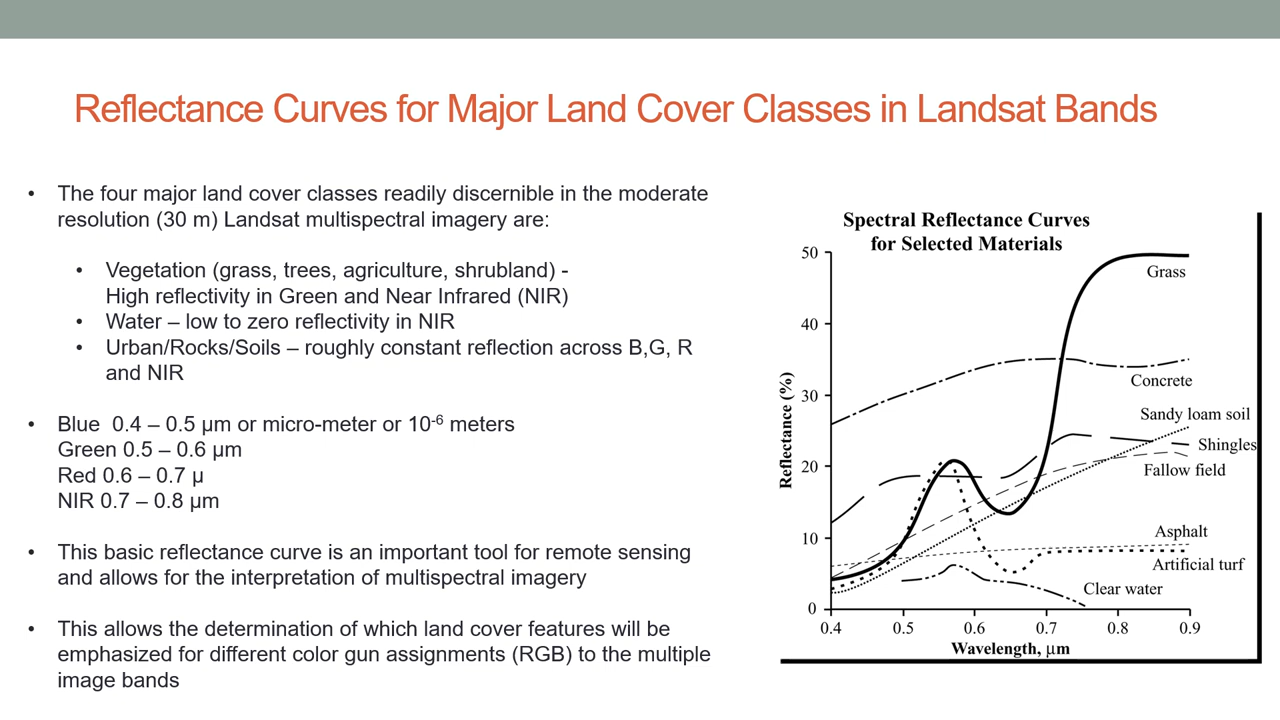 Reflectance Curves for Major Land Cover Classes in Landsat Bands
• The four major land cover classes readily discernible in the moderate
resolution (30 m) Landsat multispectral imagery are:
• Vegetation (grass, trees, agriculture, shrubland) -
High reflectivity in Green and Near Infrared (NIR)
• Water – low to zero reflectivity in NIR
• Urban/Rocks/Soils – roughly constant reflection across B,G, R
and NIR
• Blue 0.4 – 0.5 µm or micro-meter or 10⁻⁶ meters
Green 0.5 – 0.6 µm
Red 0.6 – 0.7 µ
NIR 0.7 – 0.8 µm
• This basic reflectance curve is an important tool for remote sensing
and allows for the interpretation of multispectral imagery
• This allows the determination of which land cover features will be
emphasized for different color gun assignments (RGB) to the multiple
image bands
Spectral Reflectance Curves
for Selected Materials
50
40
30
20
10
0
Reflectance (%)
Grass
Concrete
Sandy loam soil
Shingles
Fallow field
Asphalt
Artificial turf
Clear water
0.4 0.5 0.6 0.7 0.8 0.9
Wavelength, µm